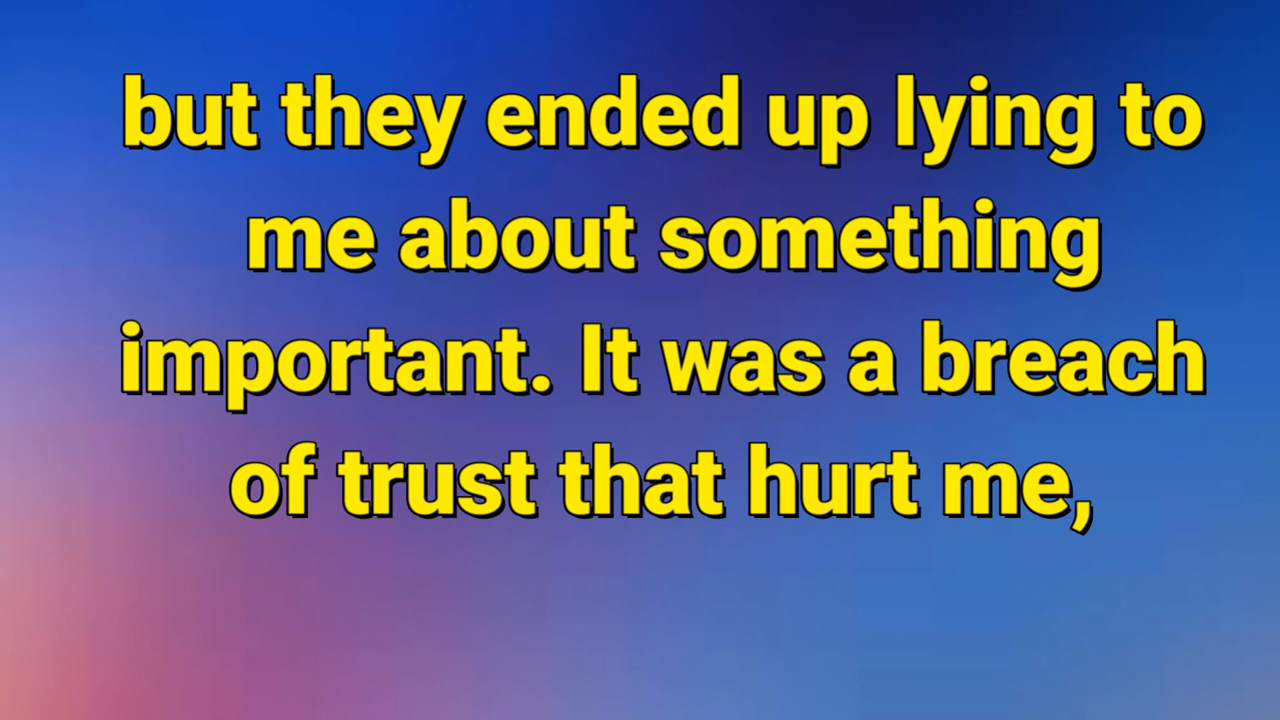 but they ended up lying to
me about something
important. It was a breach
of trust that hurt me,